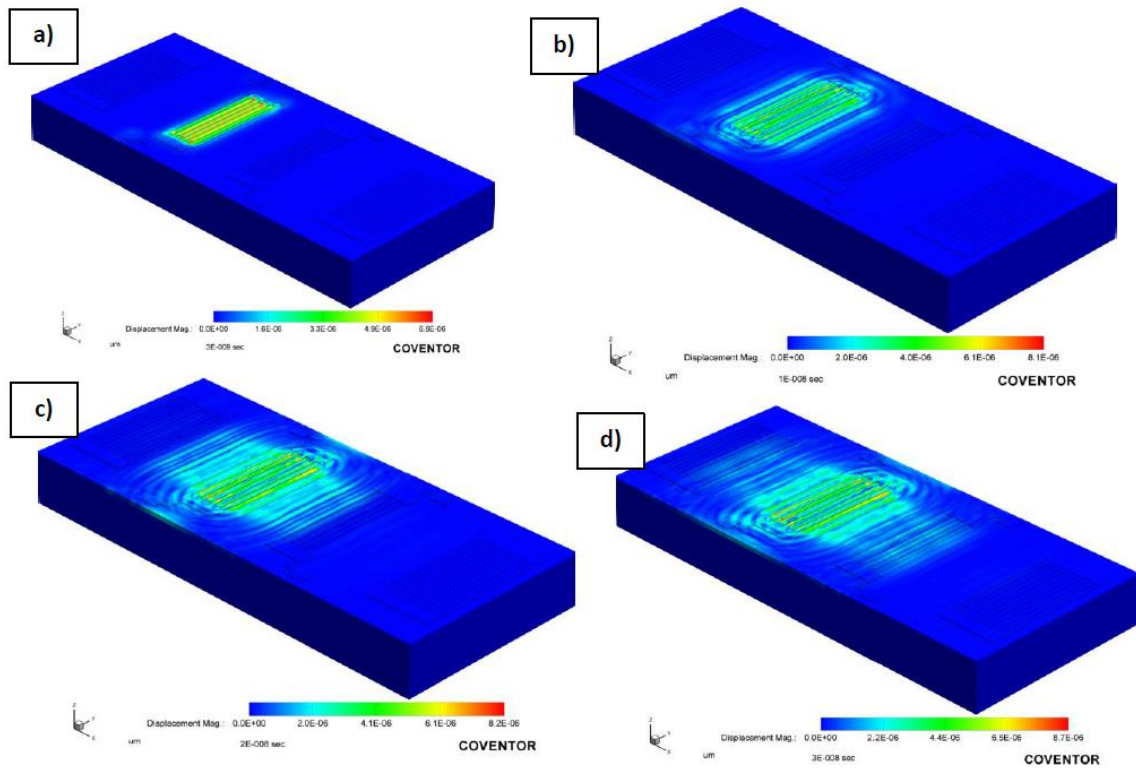 a)
Displacement Mag.: 0.0E+00 1.6E-06 3.3E-06 4.9E-06 6.6E-06
um 3E-009 sec
COVENTOR
b)
Displacement Mag.: 0.0E+00 2.0E-06 4.0E-06 6.1E-06 8.1E-06
um 1E-008 sec
COVENTOR
c)
Displacement Mag.: 0.0E+00 2.0E-06 4.1E-06 6.1E-06 8.2E-06
um 2E-008 sec
COVENTOR
d)
Displacement Mag.: 0.0E+00 2.2E-06 4.4E-06 6.5E-06 8.7E-06
um 3E-008 sec
COVENTOR